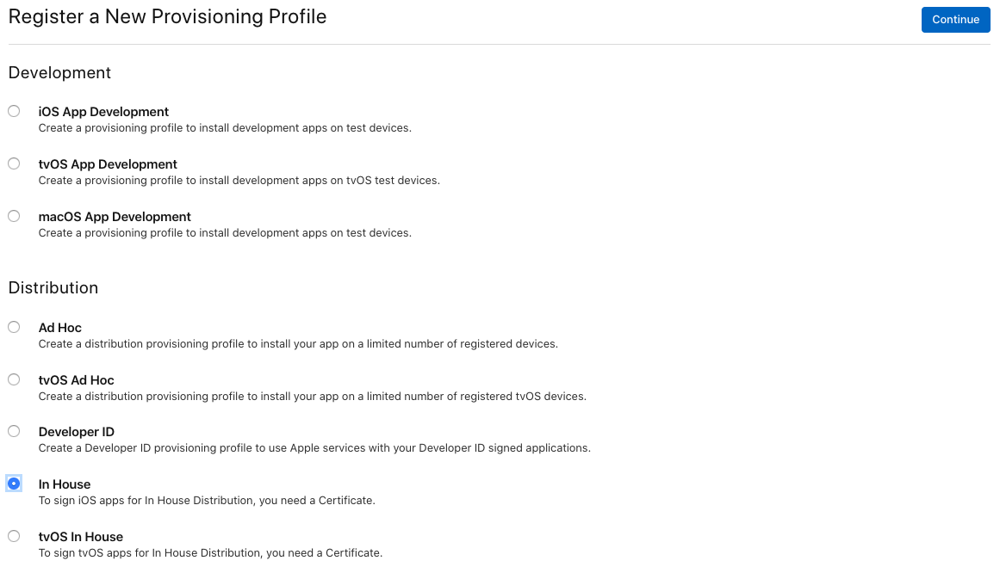 Register a New Provisioning Profile
Continue
Development
iOS App Development
Create a provisioning profile to install development apps on test devices.
tvOS App Development
Create a provisioning profile to install development apps on tvOS test devices.
macOS App Development
Create a provisioning profile to install development apps on test devices.
Distribution
Ad Hoc
Create a distribution provisioning profile to install your app on a limited number of registered devices.
tvOS Ad Hoc
Create a distribution provisioning profile to install your app on a limited number of registered tvOS devices.
Developer ID
Create a Developer ID provisioning profile to use Apple services with your Developer ID signed applications.
In House
To sign iOS apps for In House Distribution, you need a Certificate.
tvOS In House
To sign tvOS apps for In House Distribution, you need a Certificate.